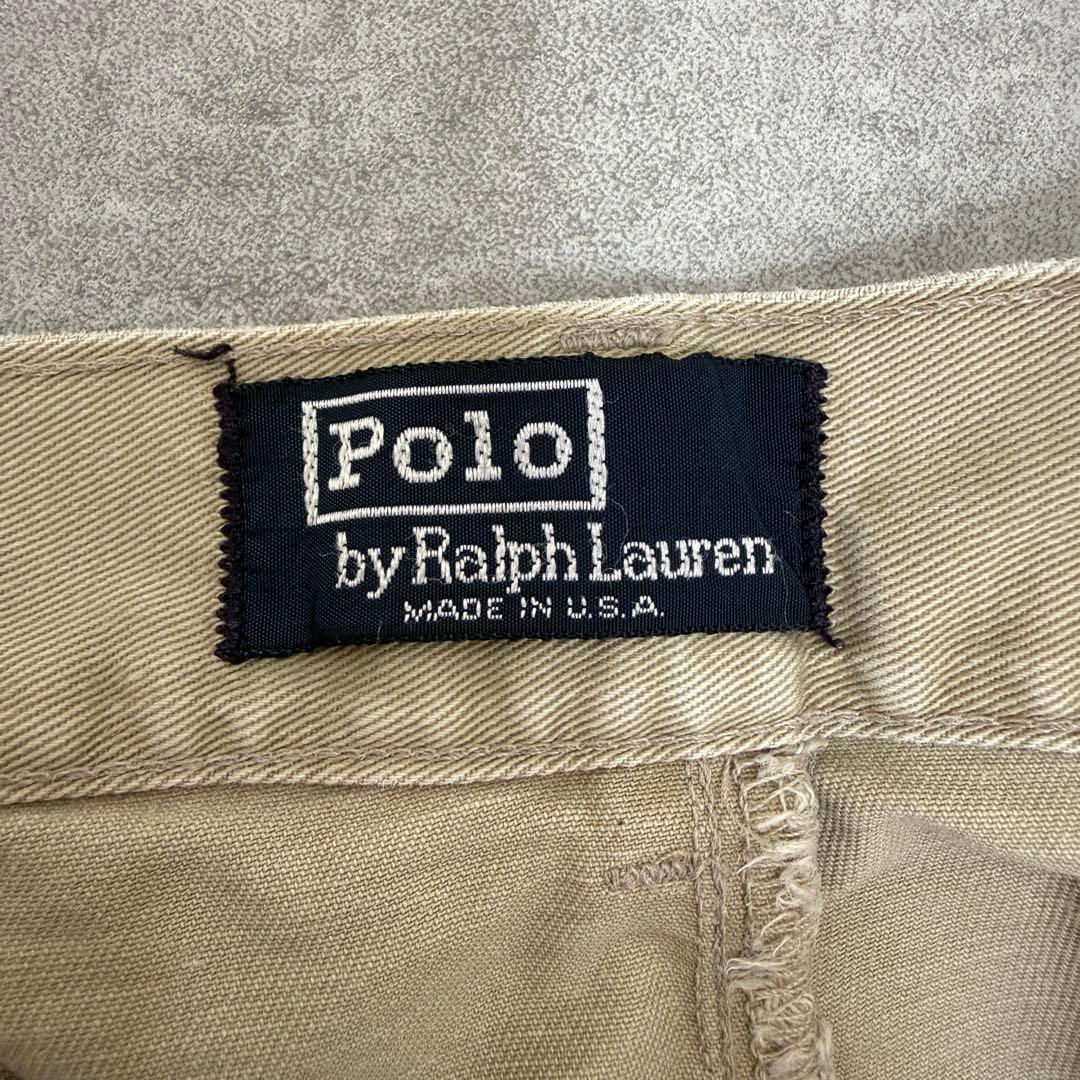 Polo
by Ralph Lauren
MADE IN U.S.A.